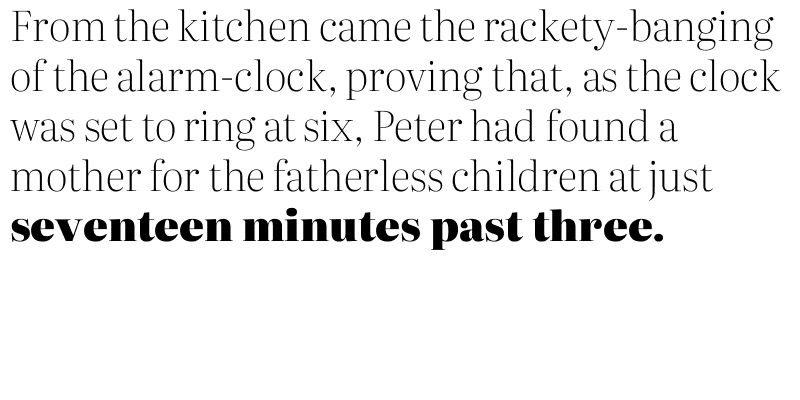 From the kitchen came the rackety-banging
of the alarm-clock, proving that, as the clock
was set to ring at six, Peter had found a
mother for the fatherless children at just
seventeen minutes past three.